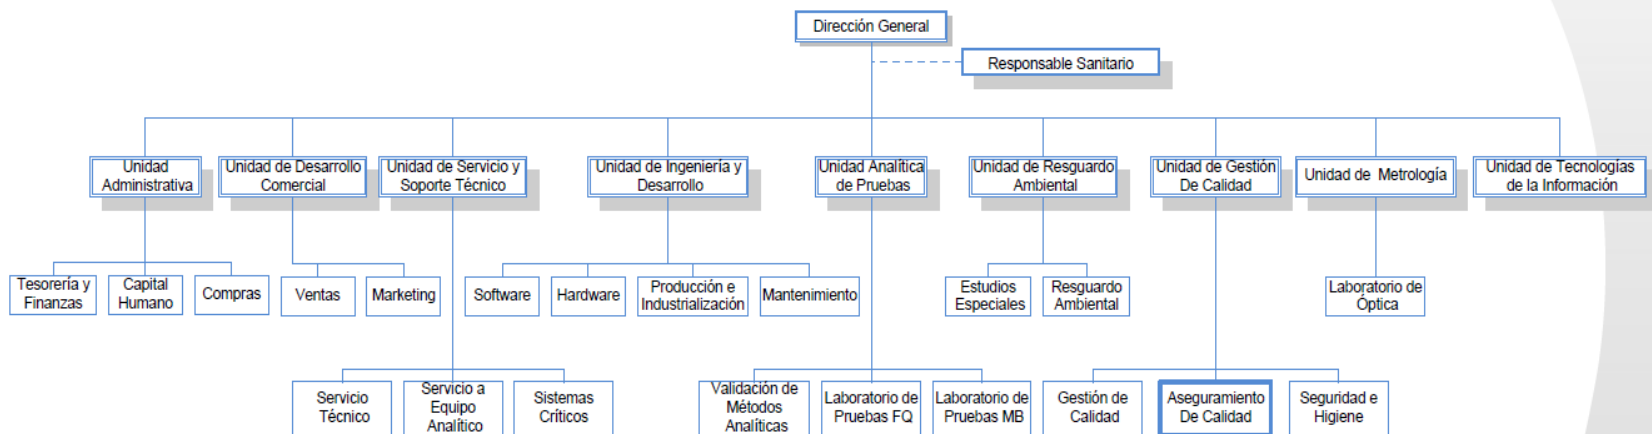 Dirección General
Responsable Sanitario
Unidad
Administrativa
Unidad de Desarrollo
Comercial
Unidad de Servicio y
Soporte Técnico
Unidad de Ingeniería y
Desarrollo
Unidad Analítica
de Pruebas
Unidad de Resguardo
Ambiental
Unidad de Gestión
De Calidad
Unidad de Metrología
Unidad de Tecnologías
de la Información
Tesorería y
Finanzas
Capital
Humano
Compras
Ventas
Marketing
Software
Hardware
Producción e
Industrialización
Mantenimiento
Estudios
Especiales
Resguardo
Ambiental
Laboratorio de
Óptica
Servicio
Técnico
Servicio a
Equipo
Analítico
Sistemas
Críticos
Validación de
Métodos
Analíticas
Laboratorio de
Pruebas FQ
Laboratorio de
Pruebas MB
Gestión de
Calidad
Aseguramiento
De Calidad
Seguridad e
Higiene